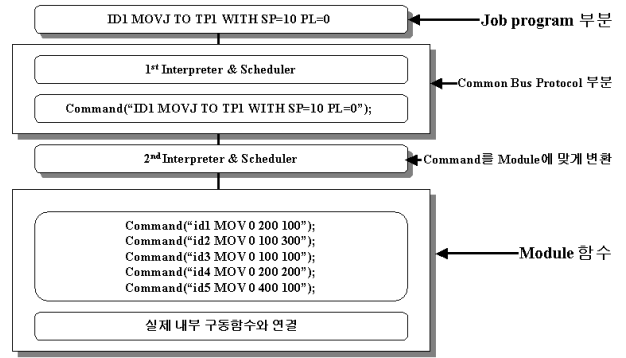 ID1 MOVJ TO TP1 WITH SP=10 PL=0
Job program 부분
1st Interpreter & Scheduler
Common Bus Protocol 부분
Command(“ID1 MOVJ TO TP1 WITH SP=10 PL=0”);
2nd Interpreter & Scheduler
Command를 Module에 맞게 변환
Command(“id1 MOV 0 200 100”);
Command(“id2 MOV 0 100 300”);
Command(“id3 MOV 0 100 100”);
Command(“id4 MOV 0 200 200”);
Command(“id5 MOV 0 400 100”);
Module 함수
실제 내부 구동함수와 연결